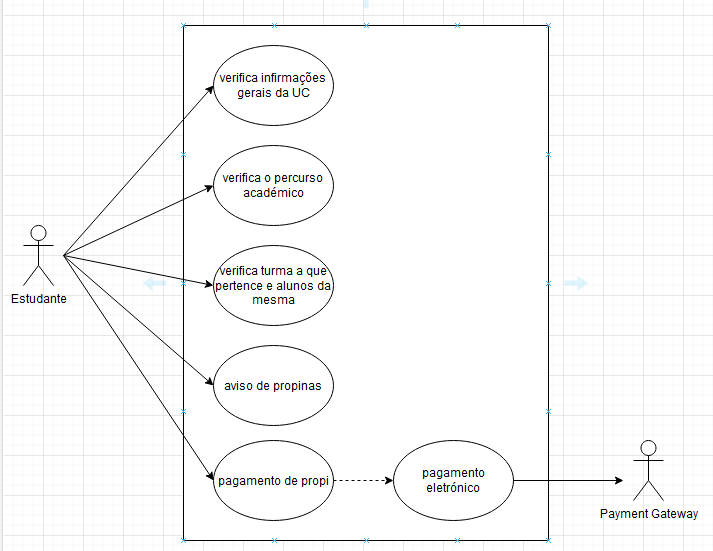 verifica infirmações
gerais da UC
verifica o percurso
académico
verifica turma a que
pertence e alunos da
mesma
Estudante
aviso de propinas
pagamento de propi
pagamento
eletrónico
Payment Gateway